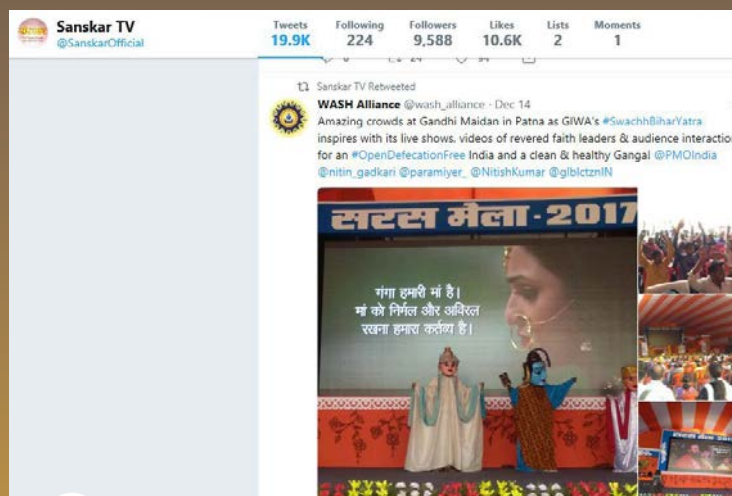 Sanskar TV
@SanskarOfficial
Tweets Following Followers Likes Lists Moments
19.9K 224 9,588 10.6K 2 1
Sanskar TV Retweeted
WASH Alliance @wash_alliance - Dec 14
Amazing crowds at Gandhi Maidan in Patna as GIWA's #SwachhBiharYatra
inspires with its live shows, videos of revered faith leaders & audience interaction
for an #OpenDefecationFree India and a clean & healthy Ganga! @PMOIndia
@nitin_gadkari @paramiyer_ @NitishKumar @glblctznIN
सरस मेला - 2017
गंगा हमारी मां है।
मां को निर्मल और अविरल
रखना हमारा कर्तव्य है।